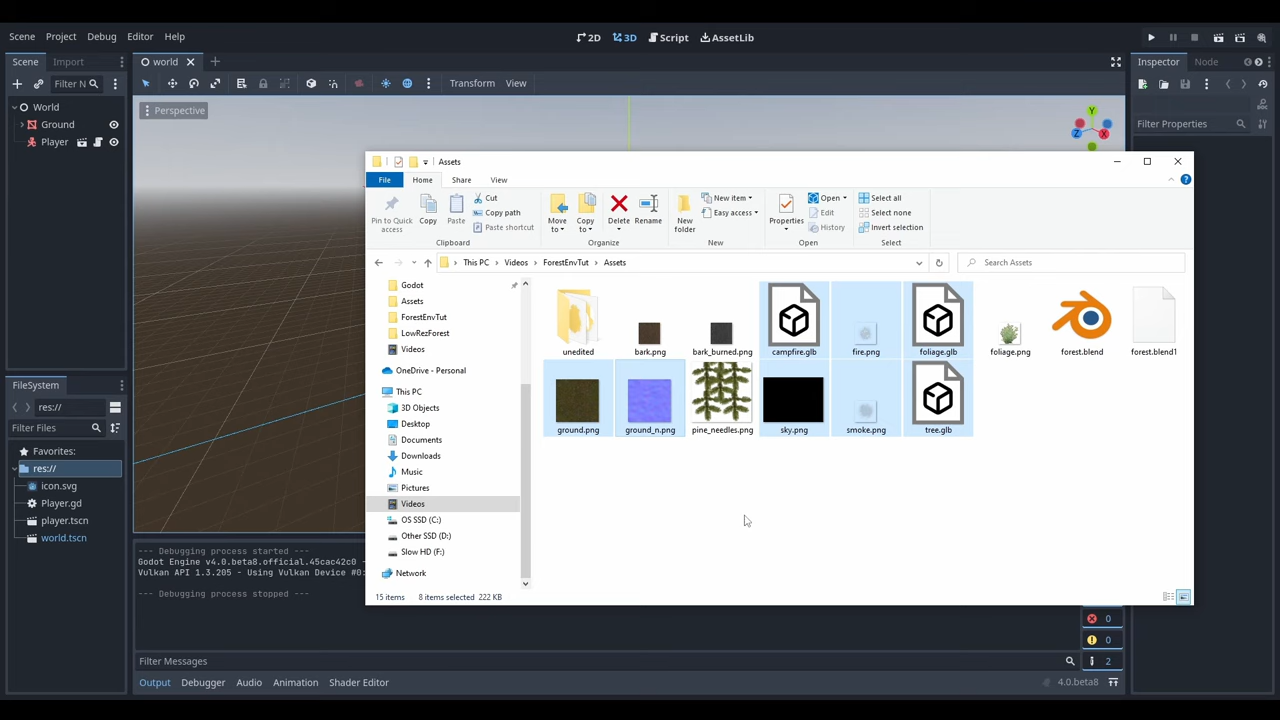 Scene Project Debug Editor Help
2D 3D Script AssetLib
Scene Import
world
Inspector Node
Filter N
Transform View
World
Ground
Player
Perspective
Y
Z X
Filter Properties
Assets
File Home Share View
Pin to Quick access
Copy
Paste
Cut
Copy path
Paste shortcut
Clipboard
Move to
Copy to
Delete
Rename
Organize
New folder
New item
Easy access
New
Properties
Open
Edit
History
Open
Select all
Select none
Invert selection
Select
This PC Videos ForestEnvTut Assets
Search Assets
Godot
Assets
ForestEnvTut
LowRezForest
Videos
OneDrive - Personal
This PC
3D Objects
Desktop
Documents
Downloads
Music
Pictures
Videos
OS SSD (C:)
Other SSD (D:)
Slow HD (F:)
Network
unedited
bark.png
bark_burned.png
campfire.glb
fire.png
foliage.glb
foliage.png
forest.blend
forest.blend1
ground.png
ground_n.png
pine_needles.png
sky.png
smoke.png
tree.glb
15 items 8 items selected 222 KB
FileSystem
res://
Filter Files
Favorites:
res://
icon.svg
Player.gd
player.tscn
world.tscn
--- Debugging process started ---
Godot Engine v4.0.beta8.official.45cac42c0 -
Vulkan API 1.3.205 - Using Vulkan Device #0:
--- Debugging process stopped ---
0
0
2
Filter Messages
Output Debugger Audio Animation Shader Editor
4.0.beta8